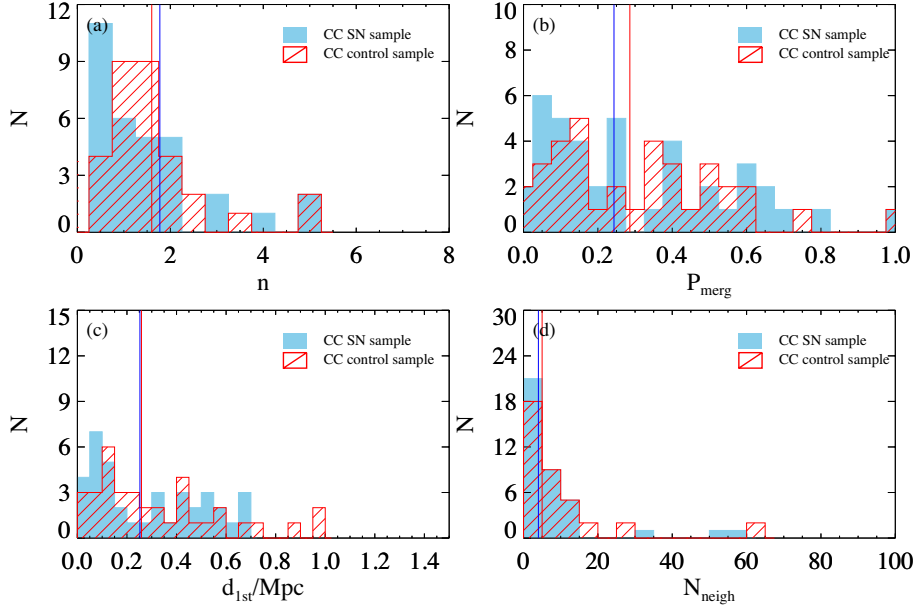 (a)
CC SN sample
CC control sample
N
12
9
6
3
0
0 2 4 6 8
n
(b)
CC SN sample
CC control sample
N
10
8
6
4
2
0
0.0 0.2 0.4 0.6 0.8 1.0
P_merg
(c)
CC SN sample
CC control sample
N
15
12
9
6
3
0
0.0 0.2 0.4 0.6 0.8 1.0 1.2 1.4
d_1st/Mpc
(d)
CC SN sample
CC control sample
N
30
24
18
12
6
0
0 20 40 60 80 100
N_neigh